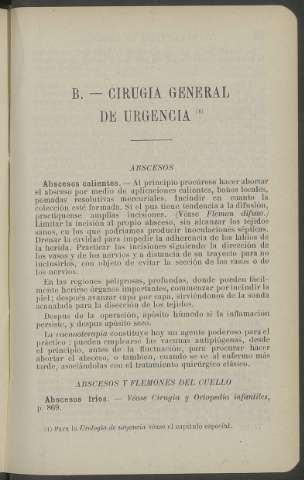 B. — CIRUGIA GENERAL
DE URGENCIA (1)
ABSCESOS
Abscesos calientes. — Al principio procúrese hacer abortar
el absceso por medio de aplicaciones calientes, baños locales,
pomadas resolutivas mercuriales. Incidir en cuanto la
colección esté formada. Si el pus tiene tendencia á la difusión,
practíquense amplias incisiones. (Véase Flemon difuso.)
Limitar la incisión al propio absceso, sin alcanzar los tejidos
sanos, en los que podríamos producir inoculaciones sépticas.
Drenar la cavidad para impedir la adherencia de los labios de
la herida. Practicar las incisiones siguiendo la dirección de
los vasos y de los nervios y a distancia de su trayecto para no
incluirlos, con objeto de evitar la sección de los vasos o de
los nervios.
En las regiones peligrosas, profundas, donde pueden fácil-
mente herirse órganos importantes, comenzar por incindir la
piel; después avanzar capa por capa, sirviéndonos de la sonda
acanalada para la disección de los tejidos.
Después de la operación, apósito húmedo si la inflamación
persiste, y después apósito seco.
La vacunoterapia constituye hoy un agente poderoso para el
práctico: pueden emplearse las vacunas antipiógenas, desde
el principio, antes de la fluctuación, para procurar hacer
abortar el absceso, o también, cuando se ve al enfermo más
tarde, asociándolas con el tratamiento quirúrgico clásico.
ABSCESOS Y FLEMONES DEL CUELLO
Abscesos fríos. — Véase Cirugía y Ortopedia infantiles,
p. 869.
(1) Para la Urología de urgencia véase el capítulo especial.